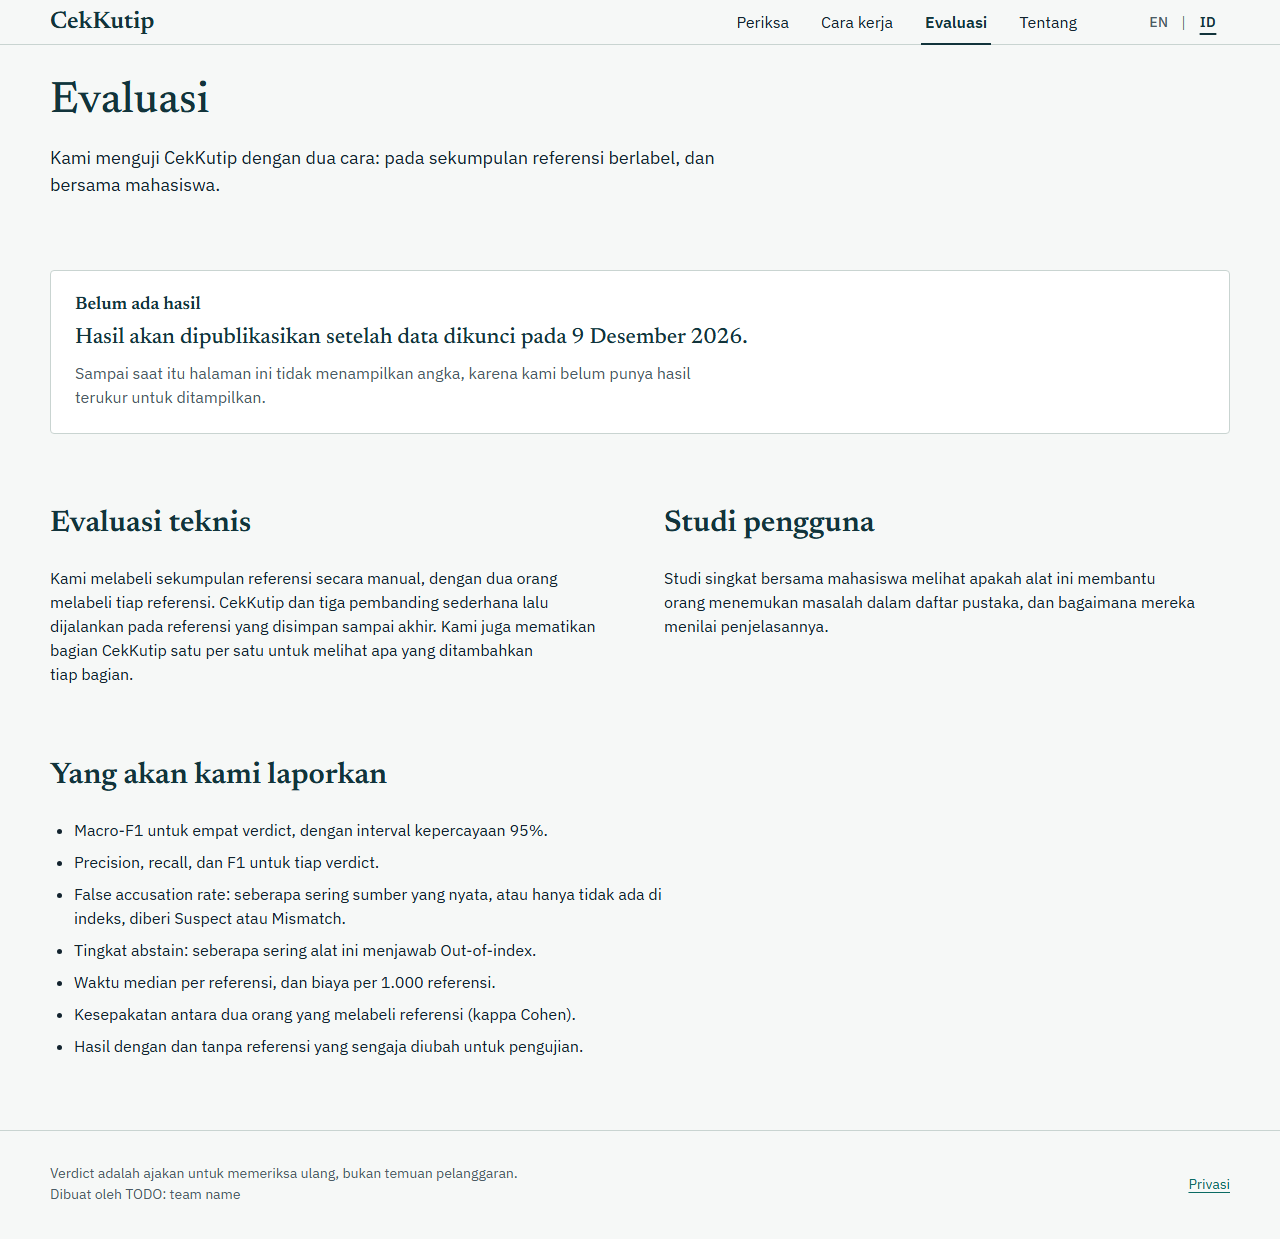 CekKutip
Periksa Cara kerja Evaluasi Tentang EN | ID
Evaluasi
Kami menguji CekKutip dengan dua cara: pada sekumpulan referensi berlabel, dan
bersama mahasiswa.
Belum ada hasil
Hasil akan dipublikasikan setelah data dikunci pada 9 Desember 2026.
Sampai saat itu halaman ini tidak menampilkan angka, karena kami belum punya hasil
terukur untuk ditampilkan.
Evaluasi teknis
Kami melabeli sekumpulan referensi secara manual, dengan dua orang
melabeli tiap referensi. CekKutip dan tiga pembanding sederhana lalu
dijalankan pada referensi yang disimpan sampai akhir. Kami juga mematikan
bagian CekKutip satu per satu untuk melihat apa yang ditambahkan
tiap bagian.
Studi pengguna
Studi singkat bersama mahasiswa melihat apakah alat ini membantu
orang menemukan masalah dalam daftar pustaka, dan bagaimana mereka
menilai penjelasannya.
Yang akan kami laporkan
• Macro-F1 untuk empat verdict, dengan interval kepercayaan 95%.
• Precision, recall, dan F1 untuk tiap verdict.
• False accusation rate: seberapa sering sumber yang nyata, atau hanya tidak ada di
indeks, diberi Suspect atau Mismatch.
• Tingkat abstain: seberapa sering alat ini menjawab Out-of-index.
• Waktu median per referensi, dan biaya per 1.000 referensi.
• Kesepakatan antara dua orang yang melabeli referensi (kappa Cohen).
• Hasil dengan dan tanpa referensi yang sengaja diubah untuk pengujian.
Verdict adalah ajakan untuk memeriksa ulang, bukan temuan pelanggaran.
Dibuat oleh TODO: team name
Privasi